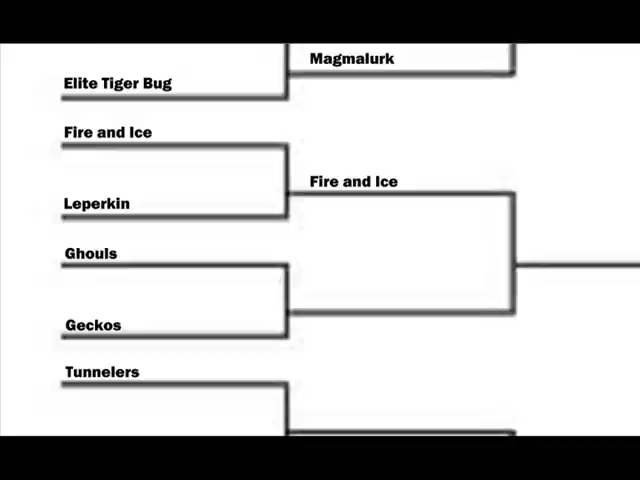 Magmalurk
Elite Tiger Bug
Fire and Ice
Fire and Ice
Leperkin
Ghouls
Geckos
Tunnelers